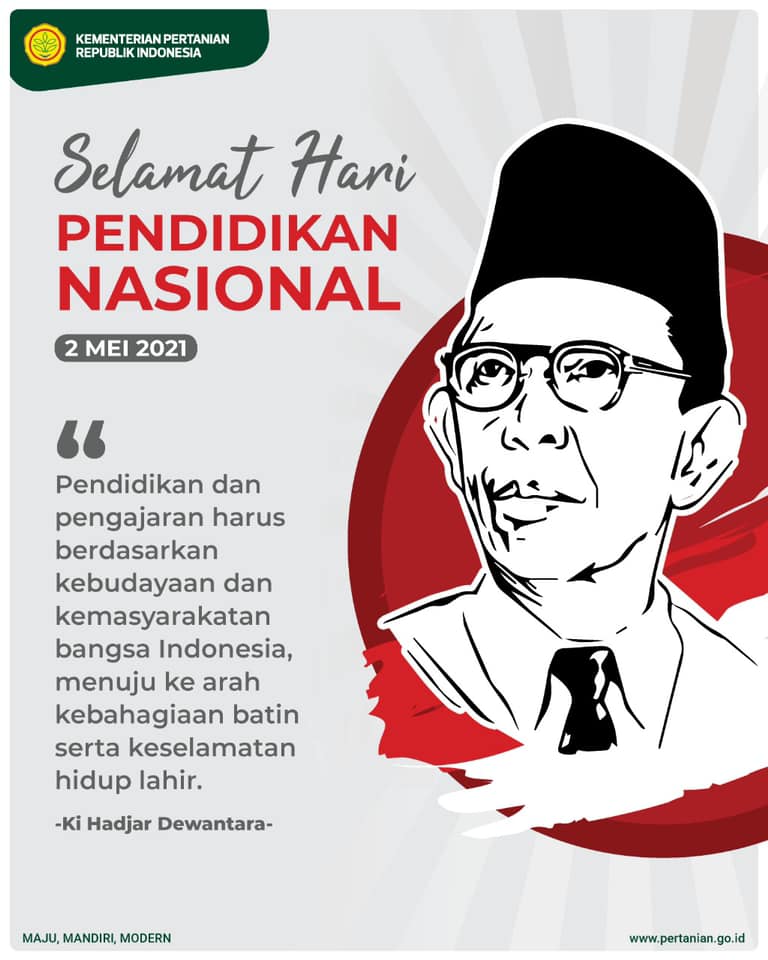 KEMENTERIAN PERTANIAN
REPUBLIK INDONESIA
Selamat Hari
PENDIDIKAN
NASIONAL
2 MEI 2021
“
Pendidikan dan
pengajaran harus
berdasarkan
kebudayaan dan
kemasyarakatan
bangsa Indonesia,
menuju ke arah
kebahagiaan batin
serta keselamatan
hidup lahir.
-Ki Hadjar Dewantara-
MAJU, MANDIRI, MODERN
www.pertanian.go.id